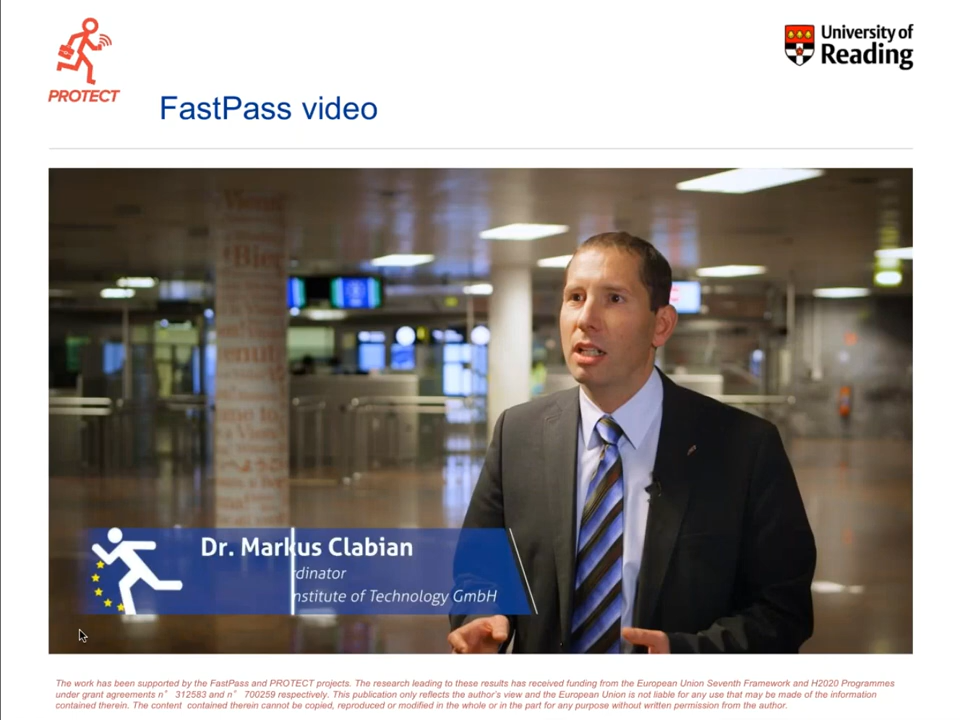 PROTECT
University of
Reading
FastPass video
Dr. Markus Clabian
rdinator
nstitute of Technology GmbH
The work has been supported by the FastPass and PROTECT projects. The research leading to these results has received funding from the European Union Seventh Framework and H2020 Programmes
under grant agreements n° 312583 and n° 700259 respectively. This publication only reflects the author's view and the European Union is not liable for any use that may be made of the information
contained therein. The content contained therein cannot be copied, reproduced or modified in the whole or in part for any purpose without written permission from the author.